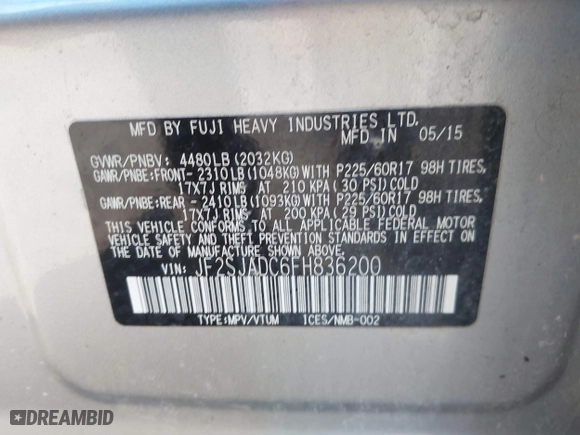 MFD BY FUJI HEAVY INDUSTRIES LTD.
MFD IN 05/15
GVWR/PNBV: 4480LB(2032KG)
GAWR/PNBE:FRONT- 2310LB(1048KG)WITH P225/60R17 98H TIRES,
17X7J RIMS AT 210 KPA(30 PSI)COLD
GAWR/PNBE:REAR - 2410LB(1093KG)WITH P225/60R17 98H TIRES,
17X7J RIMS AT 200 KPA(29 PSI)COLD
THIS VEHICLE CONFORMS TO ALL APPLICABLE FEDERAL MOTOR
VEHICLE SAFETY AND THEFT PREVENTION STANDARDS IN EFFECT ON
THE DATE OF MANUFACTURE SHOWN ABOVE.
VIN: JF2SJADC6FH836200
TYPE:MPV/VTUM ICES/NMB-002
DREAMBID